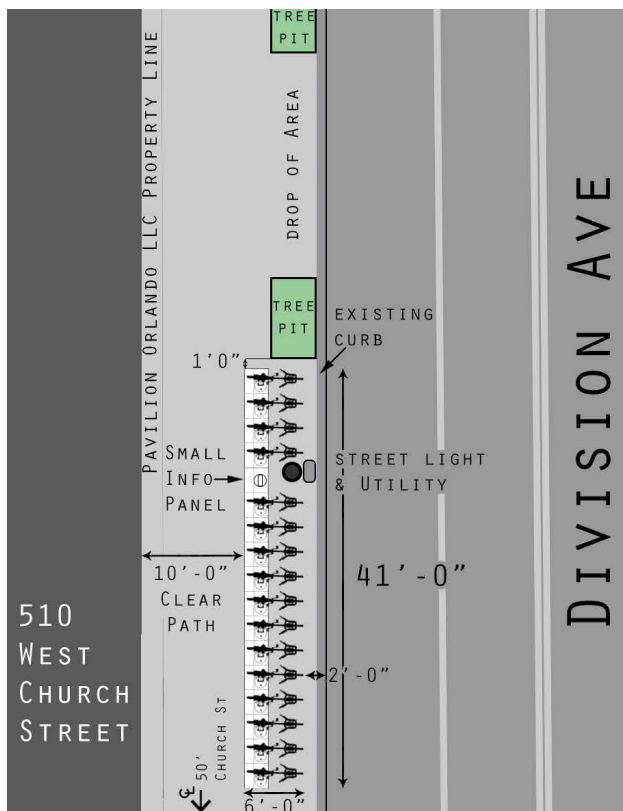 TREE
PIT
PAVILION ORLANDO LLC PROPERTY LINE
DROP OF AREA
DIVISION AVE
TREE
PIT
EXISTING
CURB
1'0"
SMALL
INFO
PANEL
STREET LIGHT
& UTILITY
10'-0"
CLEAR
PATH
41'-0"
510
WEST
CHURCH
STREET
2'-0"
50'
CHURCH ST
6'-0"